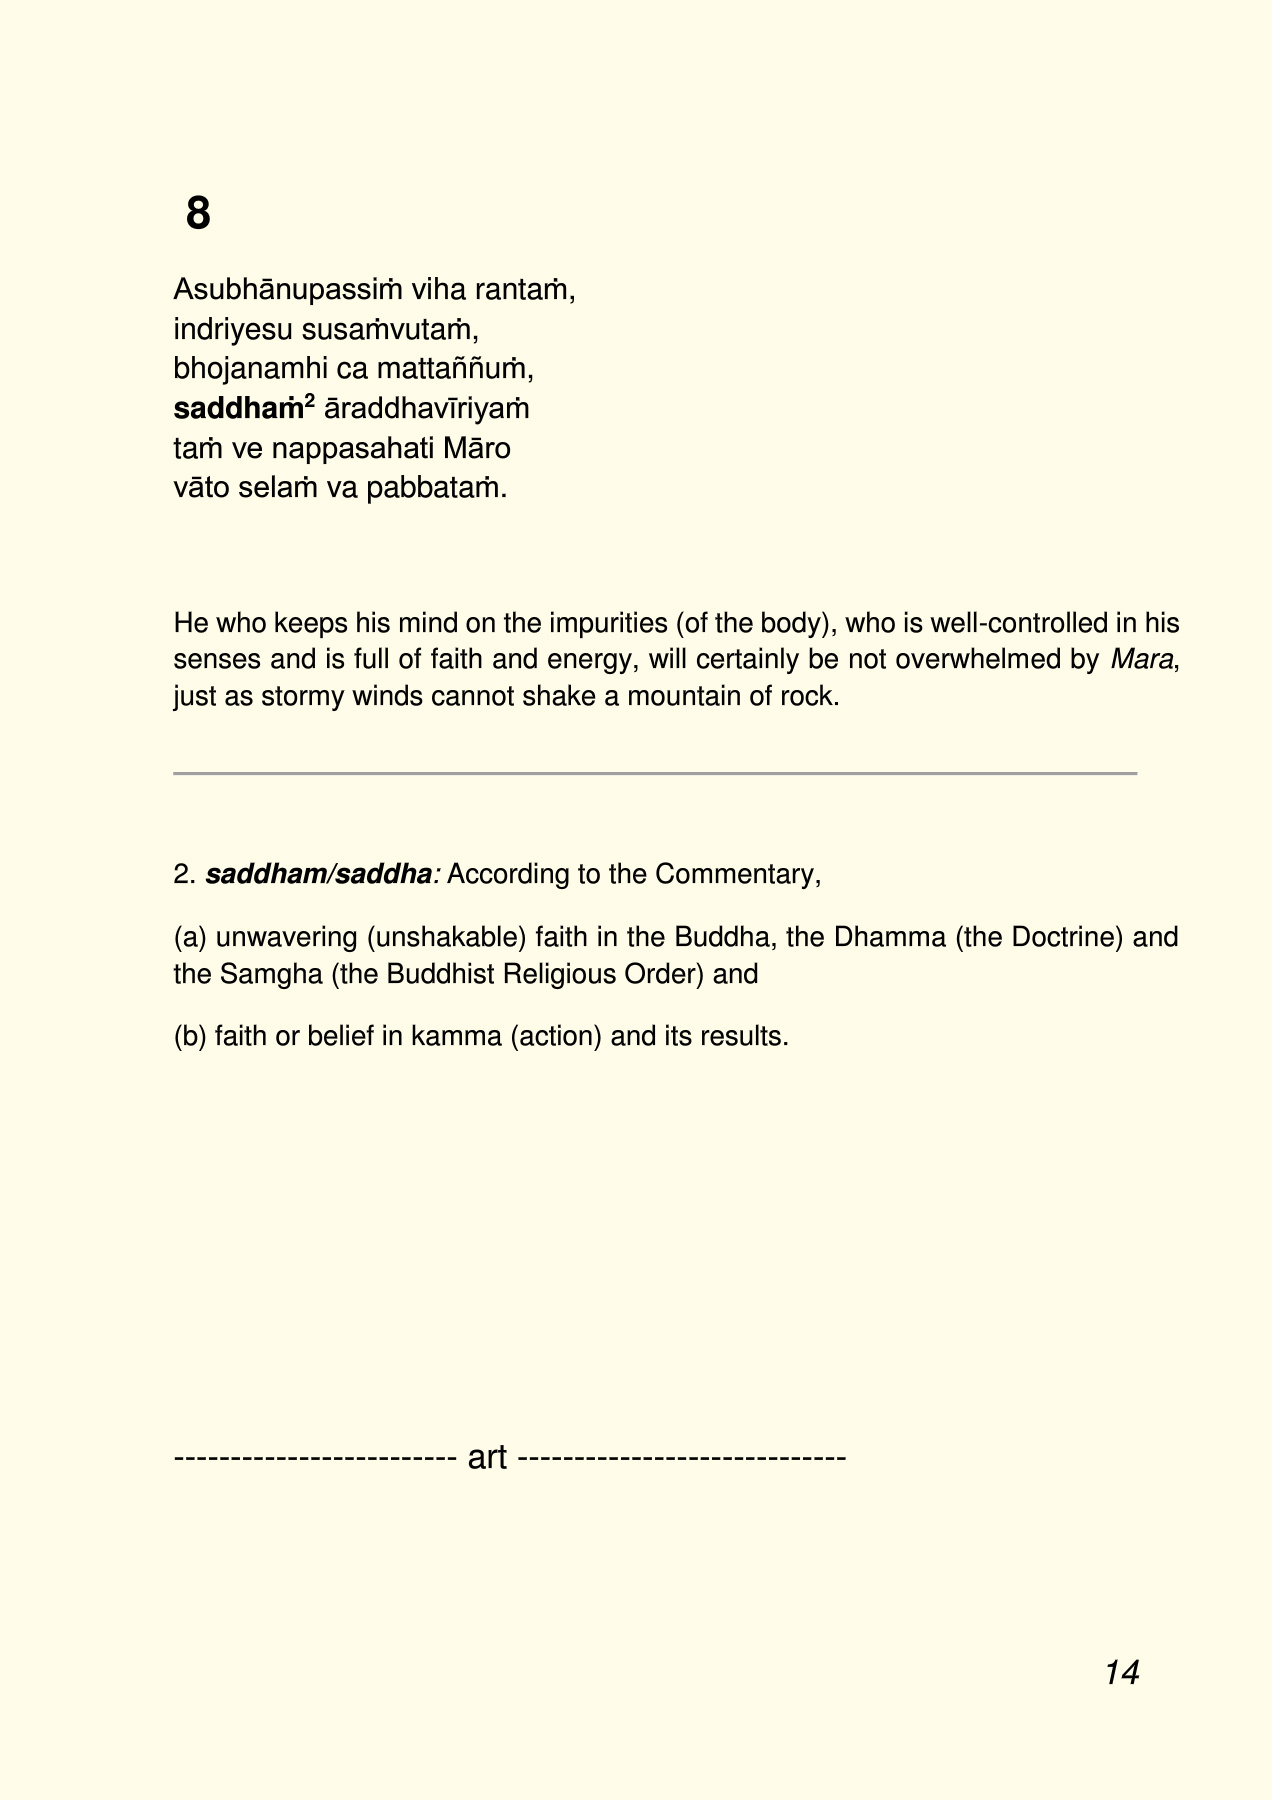 8
Asubhānupassiṁ viha rantaṁ,
indriyesu susaṁvutaṁ,
bhojanamhi ca mattaññuṁ,
saddhaṁ² āraddhavīriyaṁ
taṁ ve nappasahati Māro
vāto selaṁ va pabbataṁ.
He who keeps his mind on the impurities (of the body), who is well-controlled in his
senses and is full of faith and energy, will certainly be not overwhelmed by Mara,
just as stormy winds cannot shake a mountain of rock.
2. saddham/saddha: According to the Commentary,
(a) unwavering (unshakable) faith in the Buddha, the Dhamma (the Doctrine) and
the Samgha (the Buddhist Religious Order) and
(b) faith or belief in kamma (action) and its results.
------------------------- art -----------------------------
14